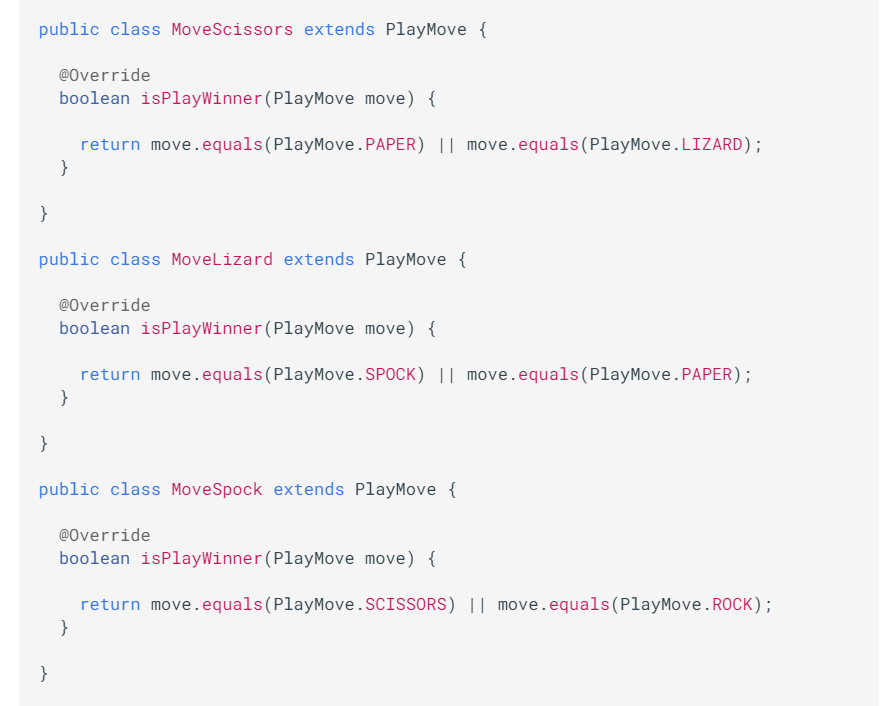 public class MoveScissors extends PlayMove {
@Override
boolean isPlayWinner(PlayMove move) {
return move.equals(PlayMove.PAPER) || move.equals(PlayMove.LIZARD);
}
}
public class MoveLizard extends PlayMove {
@Override
boolean isPlayWinner(PlayMove move) {
return move.equals(PlayMove.SPOCK) || move.equals(PlayMove.PAPER);
}
}
public class MoveSpock extends PlayMove {
@Override
boolean isPlayWinner(PlayMove move) {
return move.equals(PlayMove.SCISSORS) || move.equals(PlayMove.ROCK);
}
}